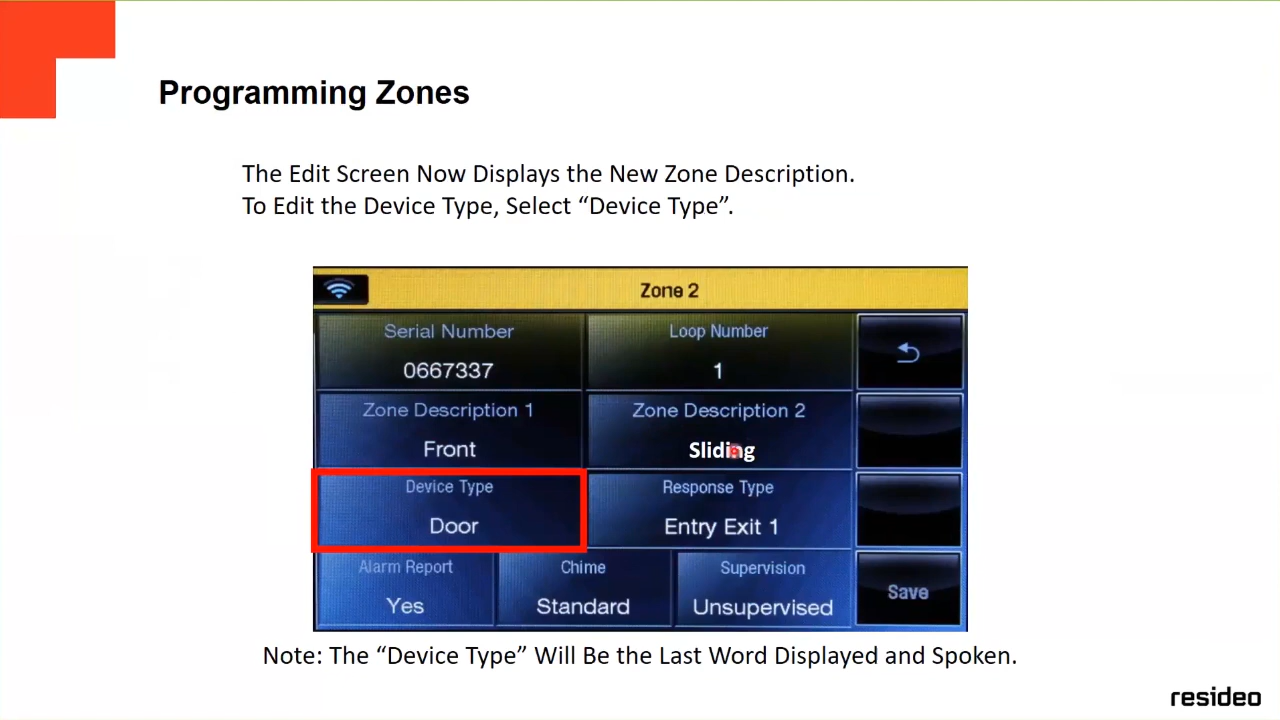 Programming Zones
The Edit Screen Now Displays the New Zone Description.
To Edit the Device Type, Select “Device Type”.
Zone 2
Serial Number
0667337
Loop Number
1
Zone Description 1
Front
Zone Description 2
Sliding
Device Type
Door
Response Type
Entry Exit 1
Alarm Report
Yes
Chime
Standard
Supervision
Unsupervised
Save
Note: The “Device Type” Will Be the Last Word Displayed and Spoken.
resideo